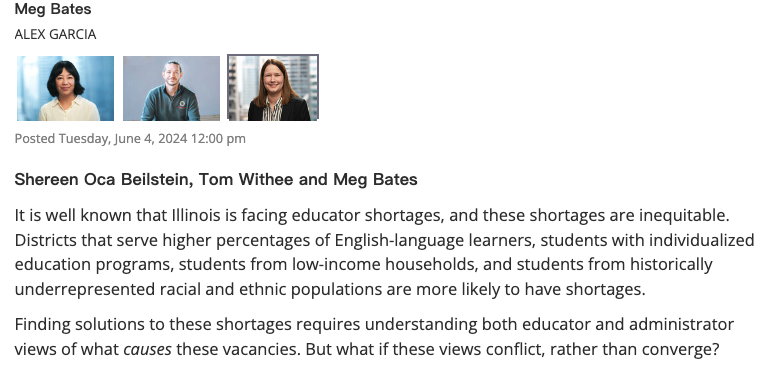 Meg Bates
ALEX GARCIA
Posted Tuesday, June 4, 2024 12:00 pm
Shereen Oca Beilstein, Tom Withee and Meg Bates
It is well known that Illinois is facing educator shortages, and these shortages are inequitable.
Districts that serve higher percentages of English-language learners, students with individualized
education programs, students from low-income households, and students from historically
underrepresented racial and ethnic populations are more likely to have shortages.
Finding solutions to these shortages requires understanding both educator and administrator
views of what causes these vacancies. But what if these views conflict, rather than converge?